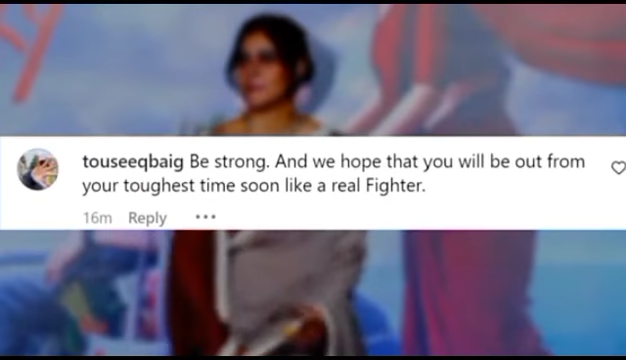 touseeqbaig Be strong. And we hope that you will be out from
your toughest time soon like a real Fighter.
16m Reply